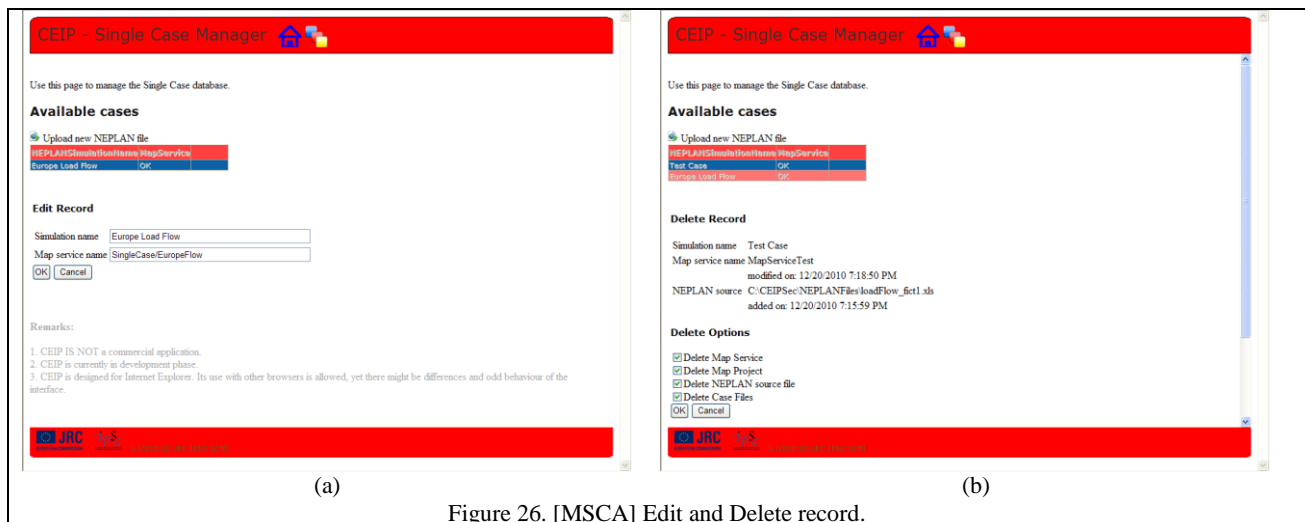 CEIP - Single Case Manager
Use this page to manage the Single Case database.
Available cases
Upload new NEPLAN file
NEPLANSimulationName MapService
Europe Load Flow OK
Edit Record
Simulation name Europe Load Flow
Map service name SingleCase/EuropeFlow
OK Cancel
Remarks:
1. CEIP IS NOT a commercial application.
2. CEIP is currently in development phase.
3. CEIP is designed for Internet Explorer. Its use with other browsers is allowed, yet there might be differences and odd behaviour of the
interface.
JRC
(a)
CEIP - Single Case Manager
Use this page to manage the Single Case database.
Available cases
Upload new NEPLAN file
NEPLANSimulationName MapService
Test Case OK
Europe Load Flow OK
Delete Record
Simulation name Test Case
Map service name MapServiceTest
modified on: 12/20/2010 7:18:50 PM
NEPLAN source C:\CEIPSec\NEPLANFiles\loadFlow_fict1.xls
added on: 12/20/2010 7:15:59 PM
Delete Options
Delete Map Service
Delete Map Project
Delete NEPLAN source file
Delete Case Files
OK Cancel
JRC
(b)
Figure 26. [MSCA] Edit and Delete record.